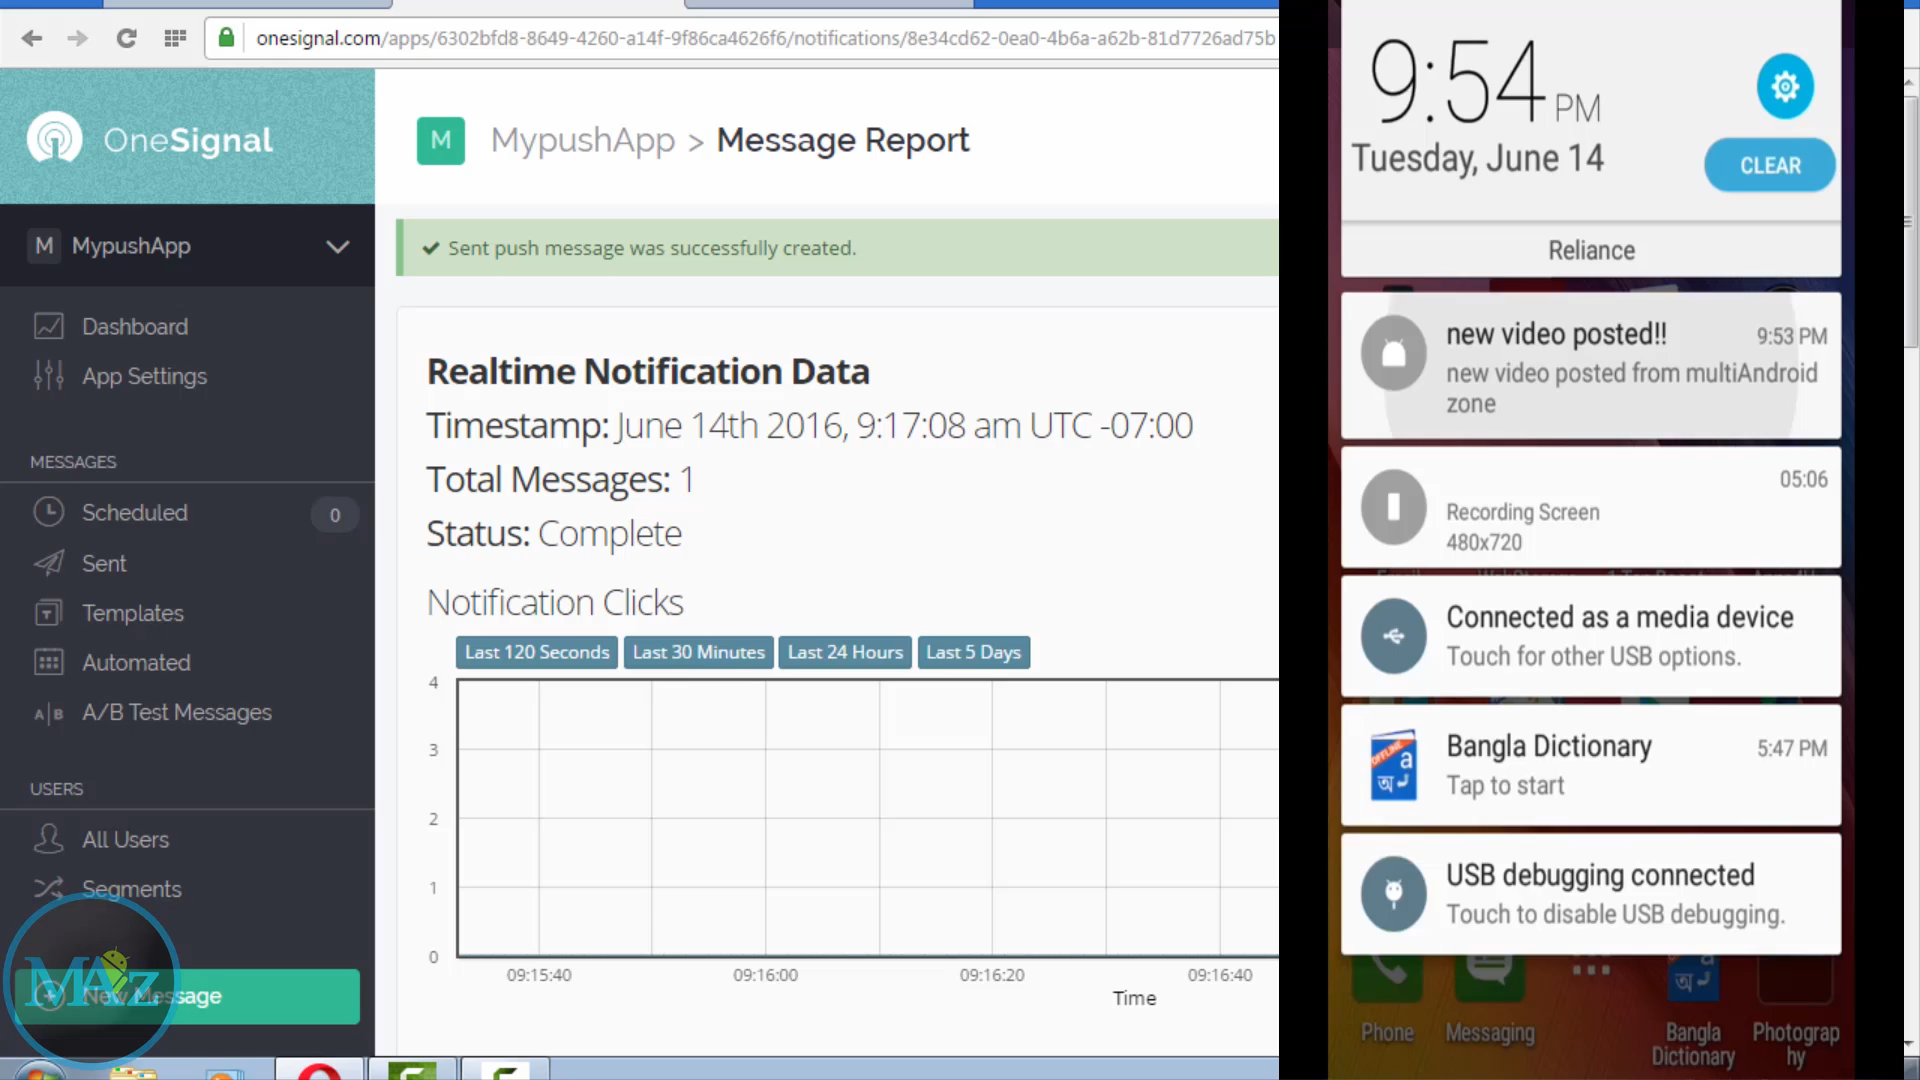 onesignal.com/apps/6302bfd8-8649-4260-a14f-9f86ca4626f6/notifications/8e34cd62-0ea0-4b6a-a62b-81d7726ad75b
OneSignal
M MypushApp
Dashboard
App Settings
MESSAGES
Scheduled 0
Sent
Templates
Automated
A|B A/B Test Messages
USERS
All Users
Segments
New Message
MAz
M MypushApp > Message Report
Sent push message was successfully created.
Realtime Notification Data
Timestamp: June 14th 2016, 9:17:08 am UTC -07:00
Total Messages: 1
Status: Complete
Notification Clicks
Last 120 Seconds Last 30 Minutes Last 24 Hours Last 5 Days
4
3
2
1
0
09:15:40 09:16:00 09:16:20 09:16:40
Time
9:54 PM
Tuesday, June 14
CLEAR
Reliance
new video posted!! 9:53 PM
new video posted from multiAndroid
zone
05:06
Recording Screen
480x720
Connected as a media device
Touch for other USB options.
OFFLINE
a
অ
Bangla Dictionary 5:47 PM
Tap to start
USB debugging connected
Touch to disable USB debugging.
a
অ
Phone Messaging Bangla Photograp
Dictionary hy